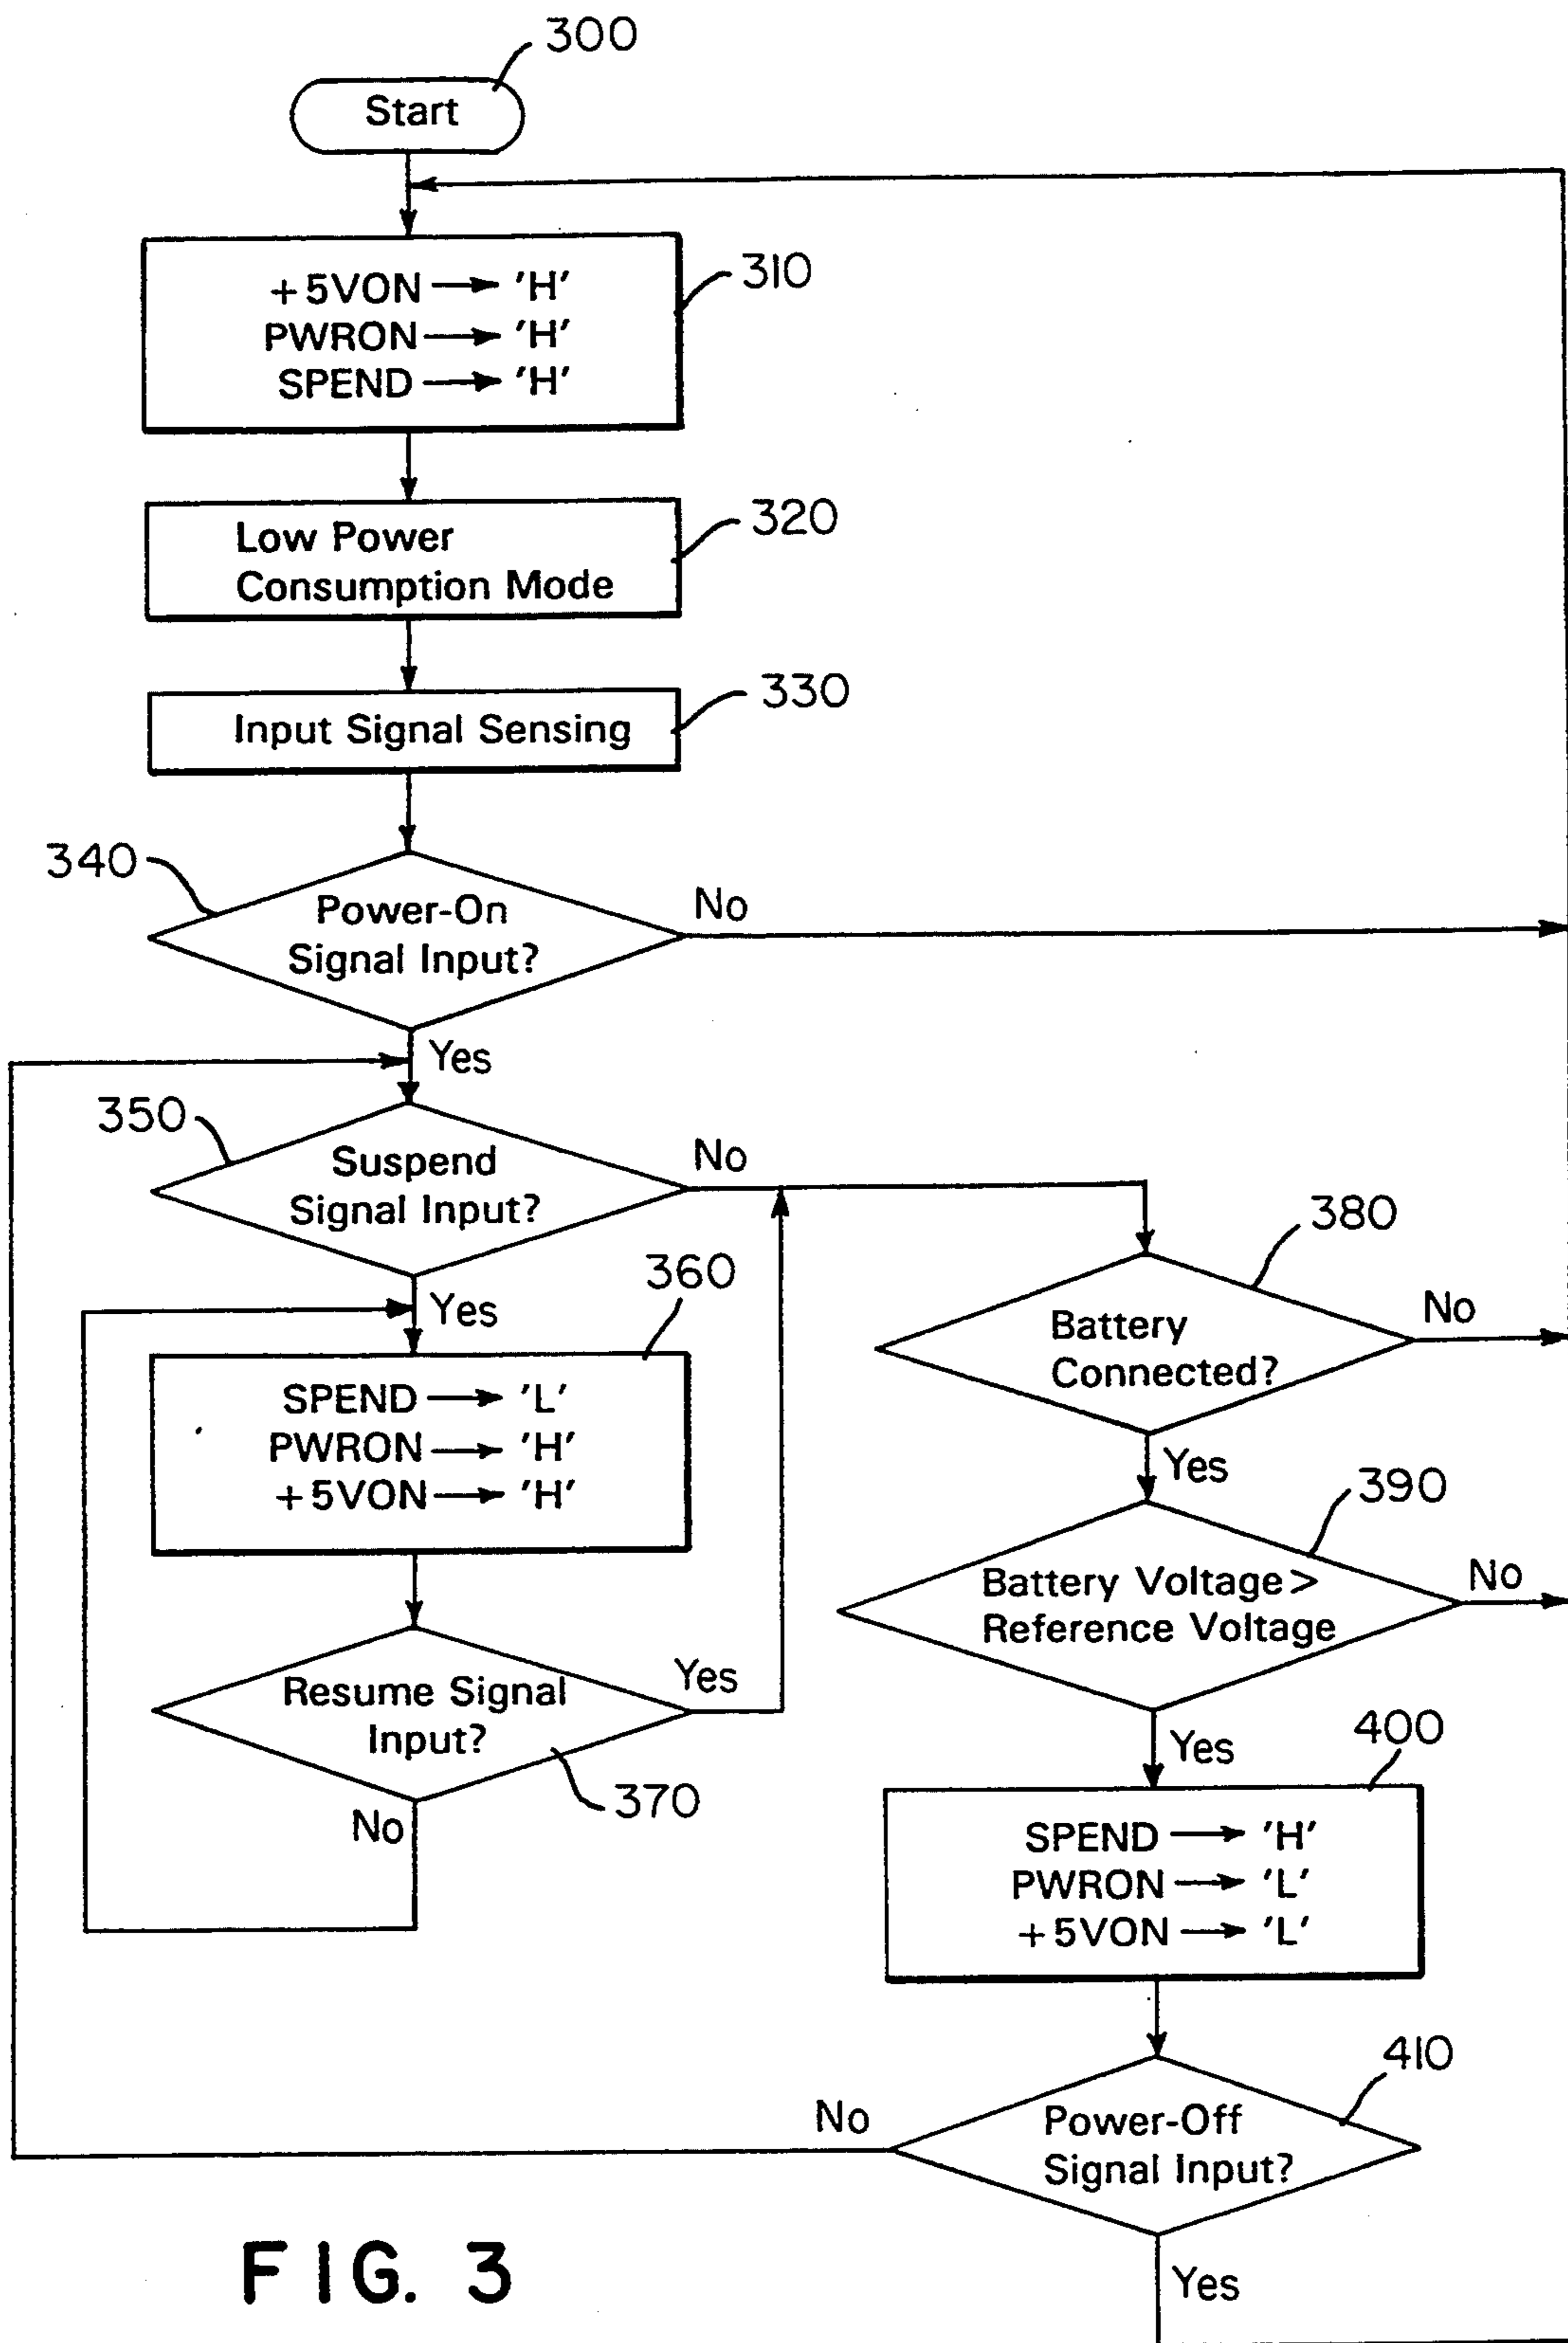 300
Start
+5VON → 'H'
PWRON → 'H'
SPEND → 'H'
310
Low Power
Consumption Mode
320
Input Signal Sensing
330
340
Power-On
Signal Input?
No
Yes
350
Suspend
Signal Input?
No
Yes
360
SPEND → 'L'
PWRON → 'H'
+5VON → 'H'
Resume Signal
Input?
Yes
370
No
380
Battery
Connected?
No
Yes
390
Battery Voltage >
Reference Voltage
No
Yes
400
SPEND → 'H'
PWRON → 'L'
+5VON → 'L'
410
Power-Off
Signal Input?
No
Yes
FIG. 3